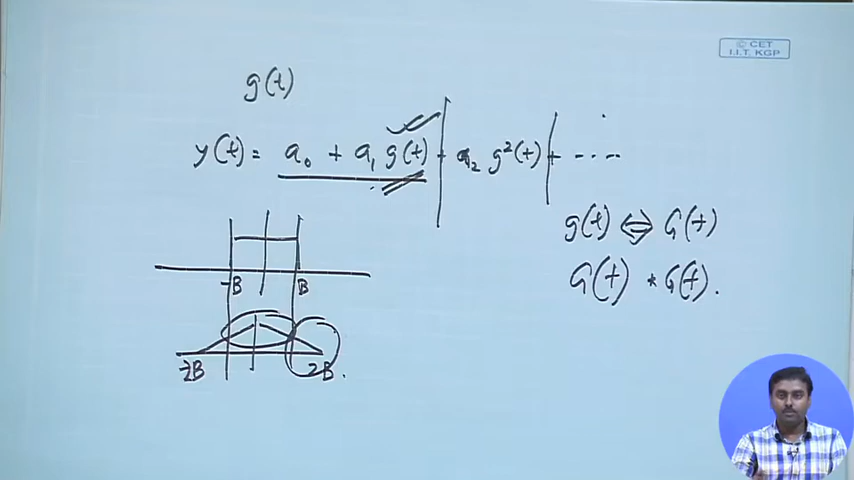 © CET
I.I.T. KGP
g(t)
y(t) = a₀ + a₁ g(t) + a₂ g²(t) + ----
g(t) ⇔ G(f)
G(f) * G(f).
-B B
-2B 2B.